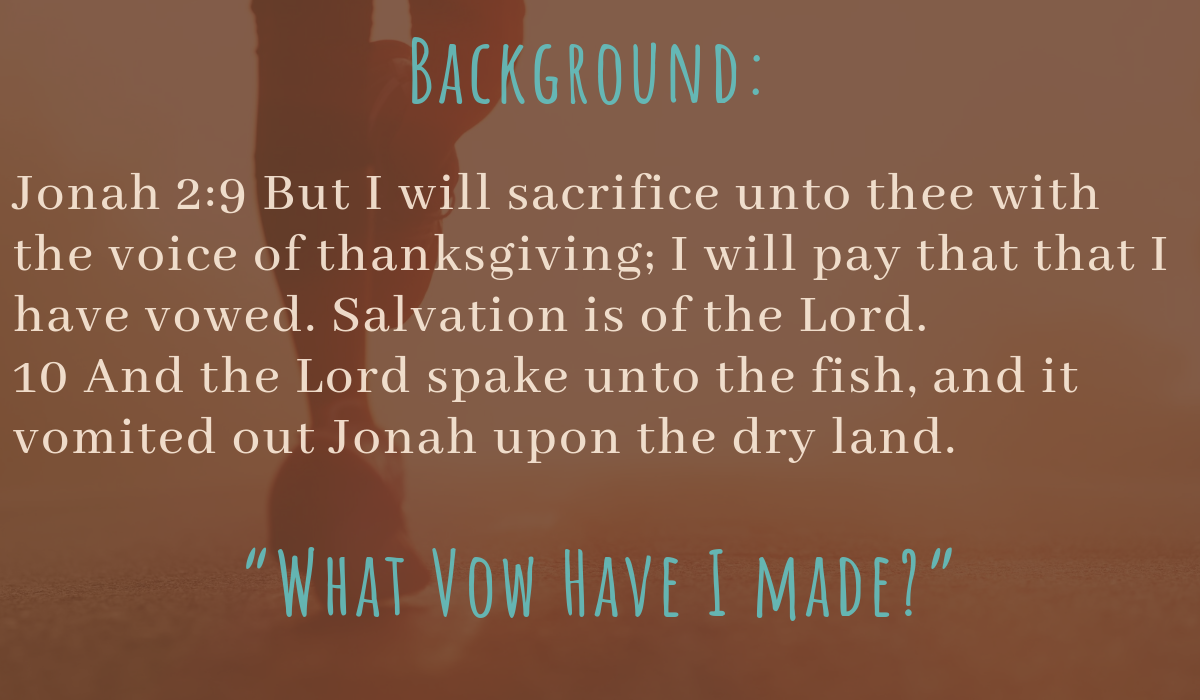 Background:
Jonah 2:9 But I will sacrifice unto thee with
the voice of thanksgiving; I will pay that that I
have vowed. Salvation is of the Lord.
10 And the Lord spake unto the fish, and it
vomited out Jonah upon the dry land.
“What Vow Have I made?”